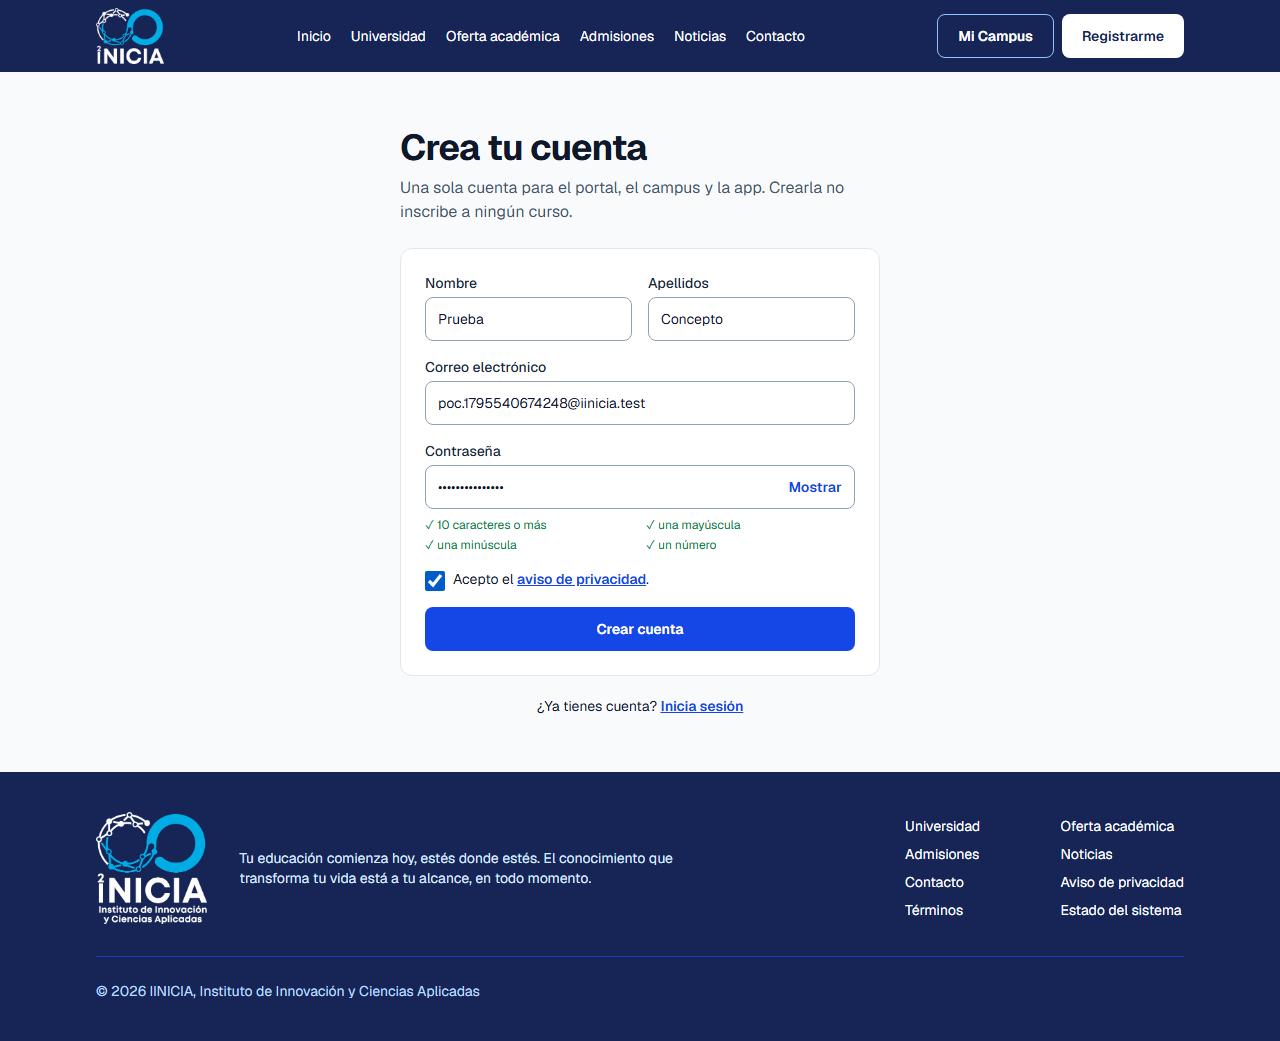 2
iNICIA
Inicio
Universidad
Oferta académica
Admisiones
Noticias
Contacto
Mi Campus
Registrarme
Crea tu cuenta
Una sola cuenta para el portal, el campus y la app. Crearla no
inscribe a ningún curso.
Nombre
Apellidos
Prueba
Concepto
Correo electrónico
poc.1795540674248@iinicia.test
Contraseña
•••••••••••••••
Mostrar
✓ 10 caracteres o más
✓ una mayúscula
✓ una minúscula
✓ un número
Acepto el aviso de privacidad.
Crear cuenta
¿Ya tienes cuenta? Inicia sesión
2
iNICIA
Instituto de Innovación
y Ciencias Aplicadas
Tu educación comienza hoy, estés donde estés. El conocimiento que
transforma tu vida está a tu alcance, en todo momento.
Universidad
Oferta académica
Admisiones
Noticias
Contacto
Aviso de privacidad
Términos
Estado del sistema
© 2026 IINICIA, Instituto de Innovación y Ciencias Aplicadas